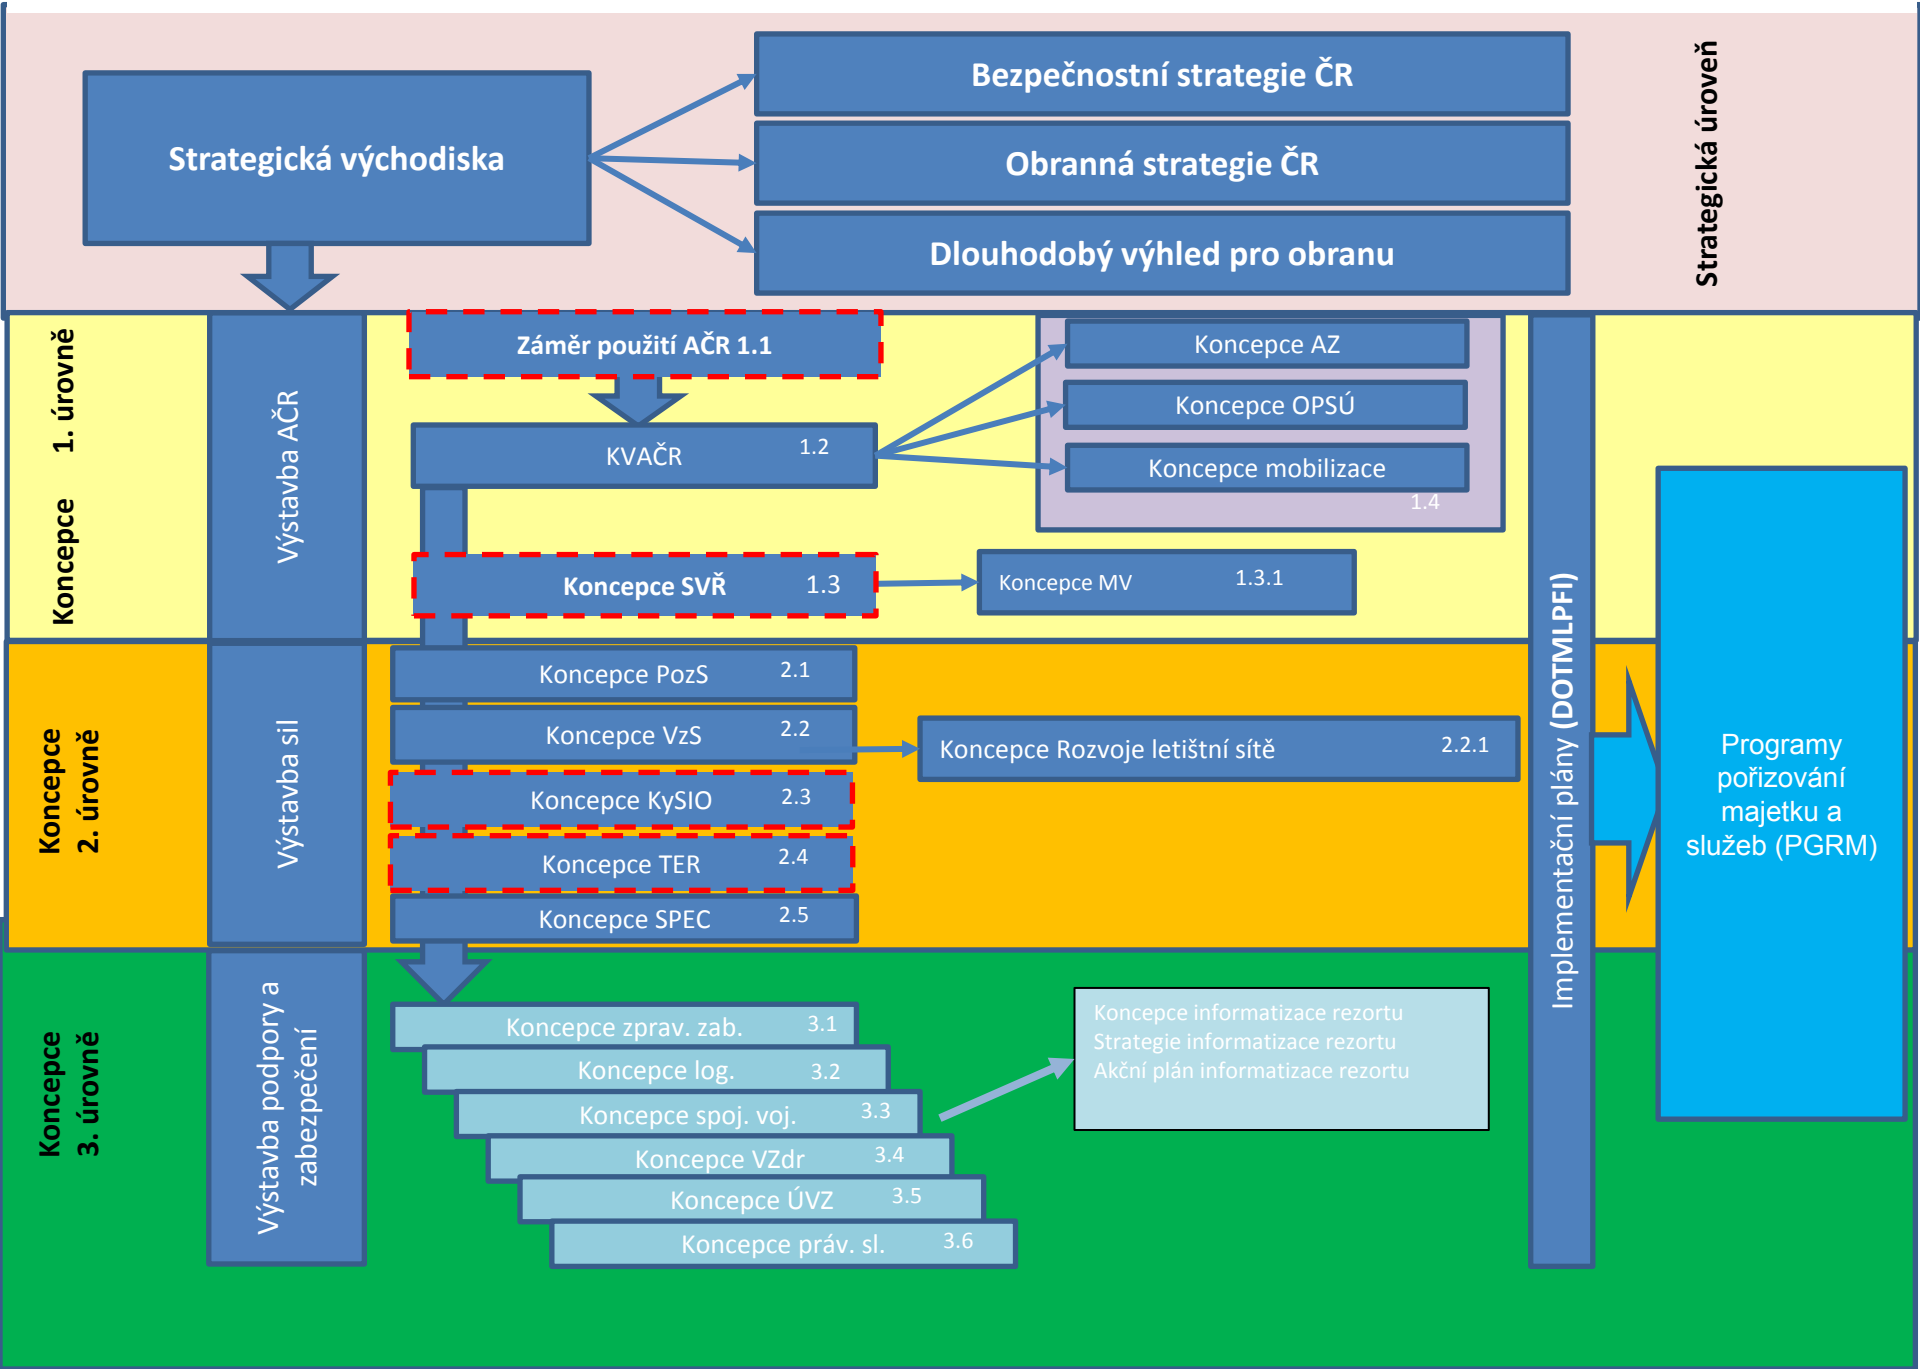 Strategická východiska
Bezpečnostní strategie ČR
Obranná strategie ČR
Dlouhodobý výhled pro obranu
Strategická úroveň
Koncepce 1. úrovně
Výstavba AČR
Záměr použití AČR 1.1
KVAČR 1.2
Koncepce AZ
Koncepce OPSÚ
Koncepce mobilizace
1.4
Koncepce SVŘ 1.3
Koncepce MV 1.3.1
Koncepce
2. úrovně
Výstavba sil
Koncepce PozS 2.1
Koncepce VzS 2.2
Koncepce Rozvoje letištní sítě 2.2.1
Koncepce KySIO 2.3
Koncepce TER 2.4
Koncepce SPEC 2.5
Koncepce
3. úrovně
Výstavba podpory a
zabezpečení
Koncepce zprav. zab. 3.1
Koncepce log. 3.2
Koncepce spoj. voj. 3.3
Koncepce VZdr 3.4
Koncepce ÚVZ 3.5
Koncepce práv. sl. 3.6
Koncepce informatizace rezortu
Strategie informatizace rezortu
Akční plán informatizace rezortu
Implementační plány (DOTMLPFI)
Programy
pořizování
majetku a
služeb (PGRM)